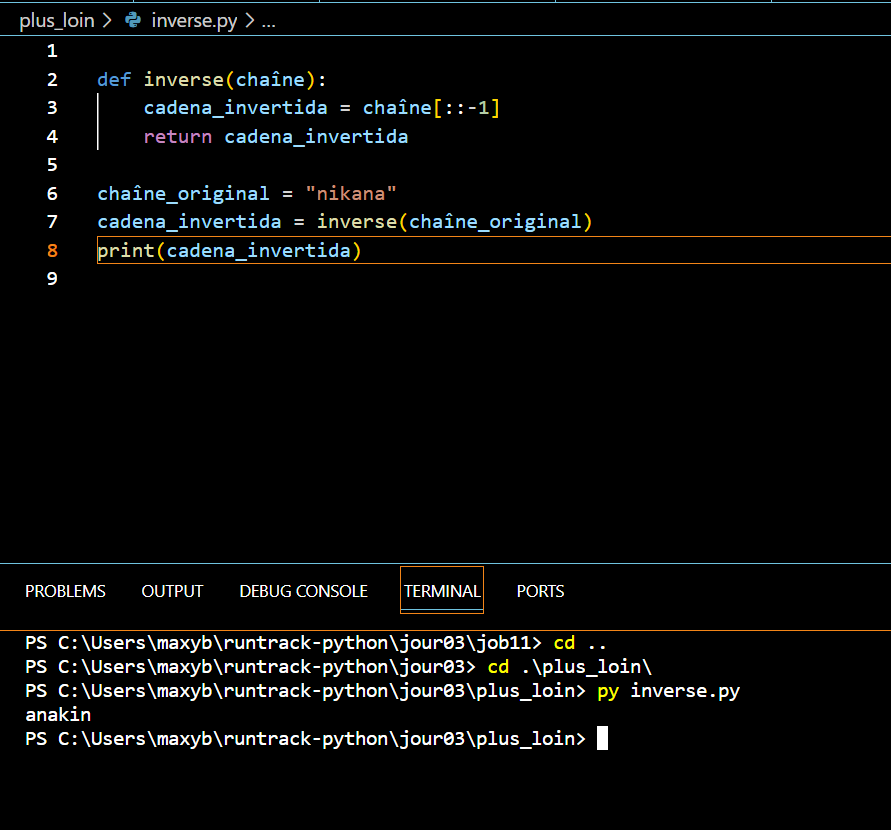 plus_loin > inverse.py > ...
1
2 def inverse(chaîne):
3     cadena_invertida = chaîne[::-1]
4     return cadena_invertida
5
6 chaîne_original = "nikana"
7 cadena_invertida = inverse(chaîne_original)
8 print(cadena_invertida)
9
PROBLEMS OUTPUT DEBUG CONSOLE TERMINAL PORTS
PS C:\Users\maxyb\runtrack-python\jour03\job11> cd ..
PS C:\Users\maxyb\runtrack-python\jour03> cd .\plus_loin\
PS C:\Users\maxyb\runtrack-python\jour03\plus_loin> py inverse.py
anakin
PS C:\Users\maxyb\runtrack-python\jour03\plus_loin>